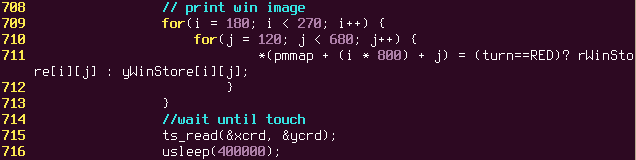 708                 // print win image
709                 for(i = 180; i < 270; i++) {
710                     for(j = 120; j < 680; j++) {
711                             *(pmmap + (i * 800) + j) = (turn==RED)? rWinSto
re[i][j] : yWinStore[i][j];
712                         }
713                 }
714                 //wait until touch
715                 ts_read(&xcrd, &ycrd);
716                 usleep(400000);